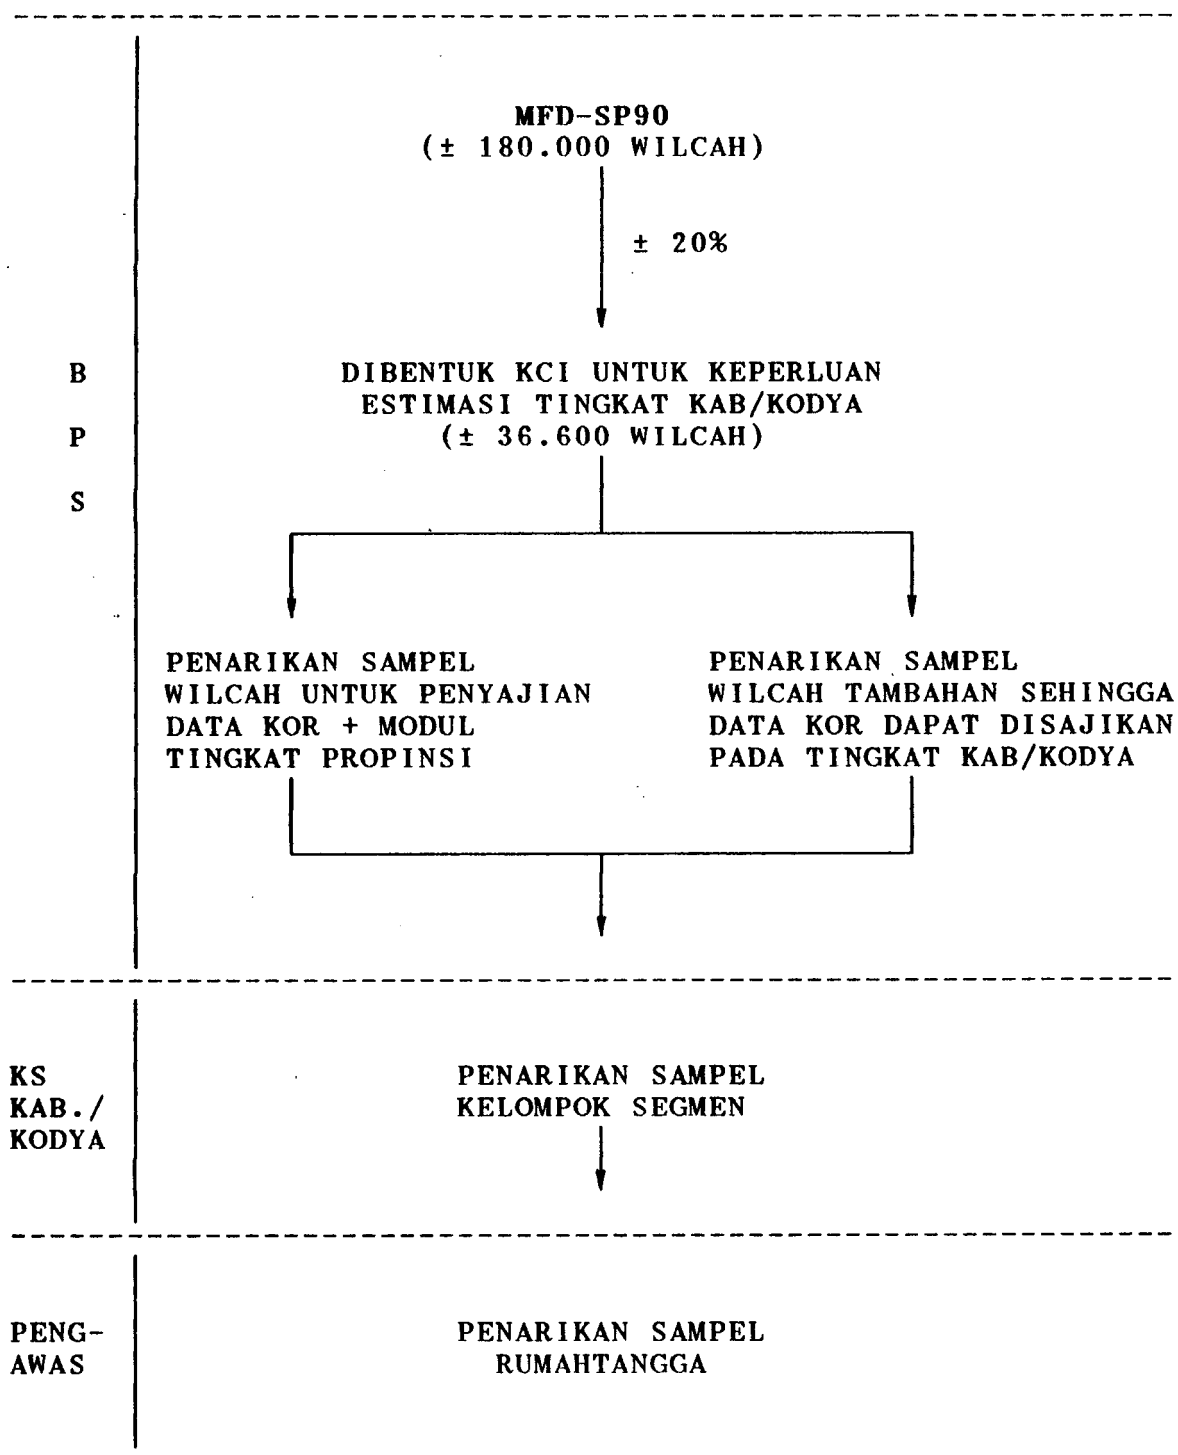 MFD-SP90
(± 180.000 WILCAH)
± 20%
B
P
S
DIBENTUK KCI UNTUK KEPERLUAN
ESTIMASI TINGKAT KAB/KODYA
(± 36.600 WILCAH)
PENARIKAN SAMPEL
WILCAH UNTUK PENYAJIAN
DATA KOR + MODUL
TINGKAT PROPINSI
PENARIKAN SAMPEL
WILCAH TAMBAHAN SEHINGGA
DATA KOR DAPAT DISAJIKAN
PADA TINGKAT KAB/KODYA
KS
KAB./
KODYA
PENARIKAN SAMPEL
KELOMPOK SEGMEN
PENG-
AWAS
PENARIKAN SAMPEL
RUMAHTANGGA